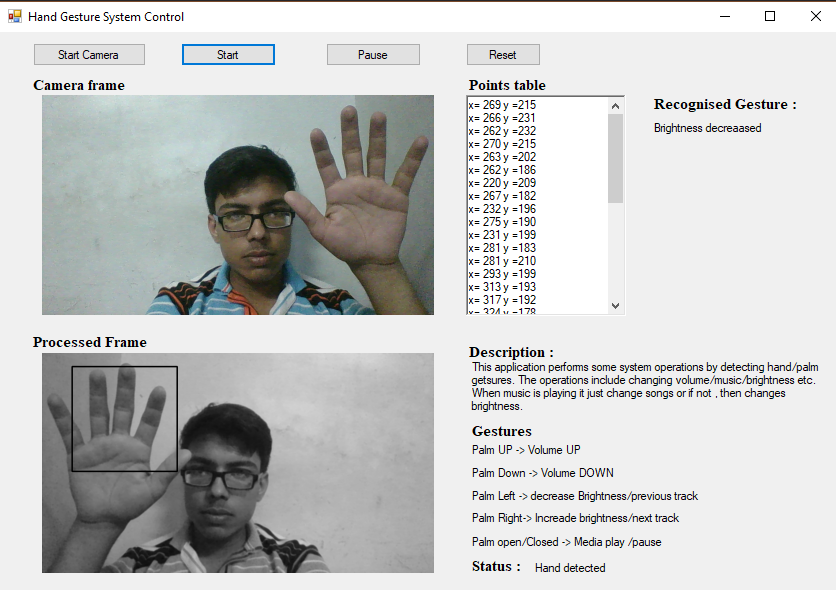 Hand Gesture System Control
Start Camera
Start
Pause
Reset
Camera frame
Points table
x= 269 y =215
x= 266 y =231
x= 262 y =232
x= 270 y =215
x= 263 y =202
x= 262 y =186
x= 220 y =209
x= 267 y =182
x= 232 y =196
x= 275 y =190
x= 231 y =199
x= 281 y =183
x= 281 y =210
x= 293 y =199
x= 313 y =193
x= 317 y =192
x= 324 y =178
Recognised Gesture :
Brightness decreaased
Processed Frame
Description :
This application performs some system operations by detecting hand/palm
getsures. The operations include changing volume/music/brightness etc.
When music is playing it just change songs or if not , then changes
brightness.
Gestures
Palm UP -> Volume UP
Palm Down -> Volume DOWN
Palm Left -> decrease Brightness/previous track
Palm Right-> Increade brightness/next track
Palm open/Closed -> Media play /pause
Status : Hand detected